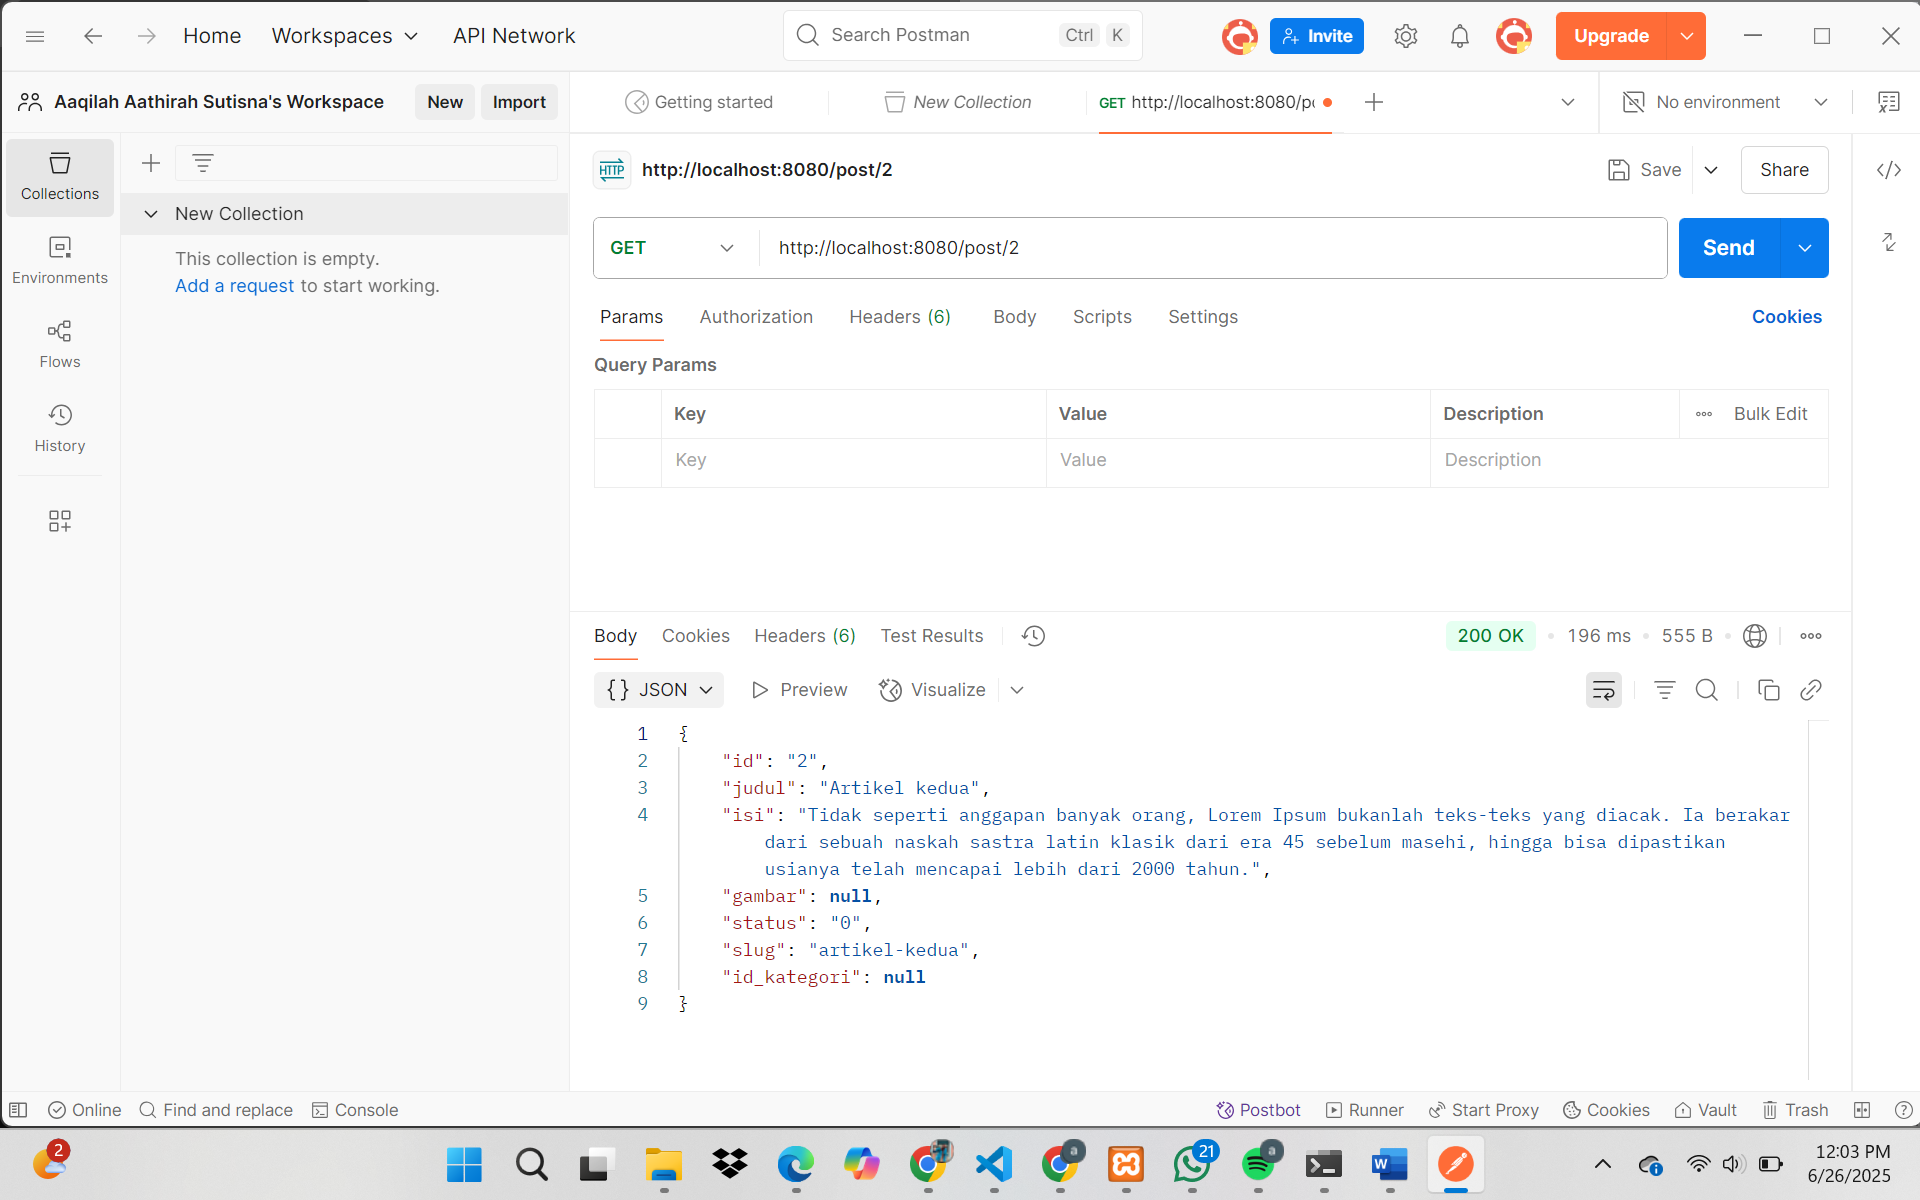 Home
Workspaces
API Network
Search Postman
Ctrl
K
Invite
Upgrade
Aaqilah Aathirah Sutisna's Workspace
New
Import
Getting started
New Collection
GET http://localhost:8080/p
No environment
Collections
Environments
Flows
History
New Collection
This collection is empty.
Add a request to start working.
HTTP
http://localhost:8080/post/2
Save
Share
GET
http://localhost:8080/post/2
Send
Params
Authorization
Headers (6)
Body
Scripts
Settings
Cookies
Query Params
Key
Value
Description
Bulk Edit
Key
Value
Description
Body
Cookies
Headers (6)
Test Results
200 OK
196 ms
555 B
{} JSON
Preview
Visualize
1 {
2 "id": "2",
3 "judul": "Artikel kedua",
4 "isi": "Tidak seperti anggapan banyak orang, Lorem Ipsum bukanlah teks-teks yang diacak. Ia berakar
dari sebuah naskah sastra latin klasik dari era 45 sebelum masehi, hingga bisa dipastikan
usianya telah mencapai lebih dari 2000 tahun.",
5 "gambar": null,
6 "status": "0",
7 "slug": "artikel-kedua",
8 "id_kategori": null
9 }
Online
Find and replace
Console
Postbot
Runner
Start Proxy
Cookies
Vault
Trash
2
a
21
a
W
12:03 PM
6/26/2025